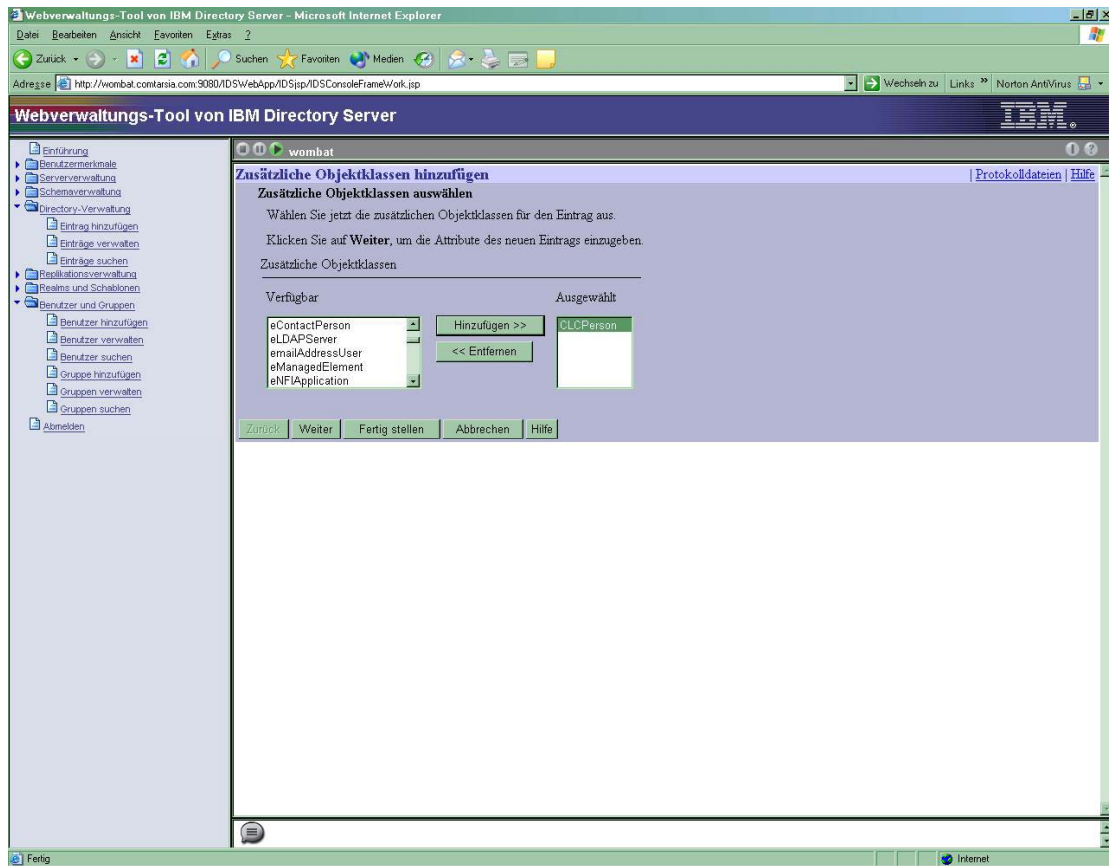 Webverwaltungs-Tool von IBM Directory Server - Microsoft Internet Explorer
Datei Bearbeiten Ansicht Favoriten Extras ?
Zurück Suchen Favoriten Medien
Adresse http://wombat.comtarsia.com:9080/IDSWebApp/IDSjsp/IDSConsoleFrameWork.jsp Wechseln zu Links » Norton AntiVirus
Webverwaltungs-Tool von IBM Directory Server IBM
Einführung
Benutzermerkmale
Serververwaltung
Schemaverwaltung
Directory-Verwaltung
Eintrag hinzufügen
Einträge verwalten
Einträge suchen
Replikationsverwaltung
Realms und Schablonen
Benutzer und Gruppen
Benutzer hinzufügen
Benutzer verwalten
Benutzer suchen
Gruppe hinzufügen
Gruppen verwalten
Gruppen suchen
Abmelden
wombat
Zusätzliche Objektklassen hinzufügen | Protokolldateien | Hilfe
Zusätzliche Objektklassen auswählen
Wählen Sie jetzt die zusätzlichen Objektklassen für den Eintrag aus.
Klicken Sie auf Weiter, um die Attribute des neuen Eintrags einzugeben.
Zusätzliche Objektklassen
Verfügbar Ausgewählt
eContactPerson
eLDAPServer
emailAddressUser
eManagedElement
eNFIApplication
Hinzufügen >>
<< Entfernen
CLCPerson
Zurück Weiter Fertig stellen Abbrechen Hilfe
Fertig Internet